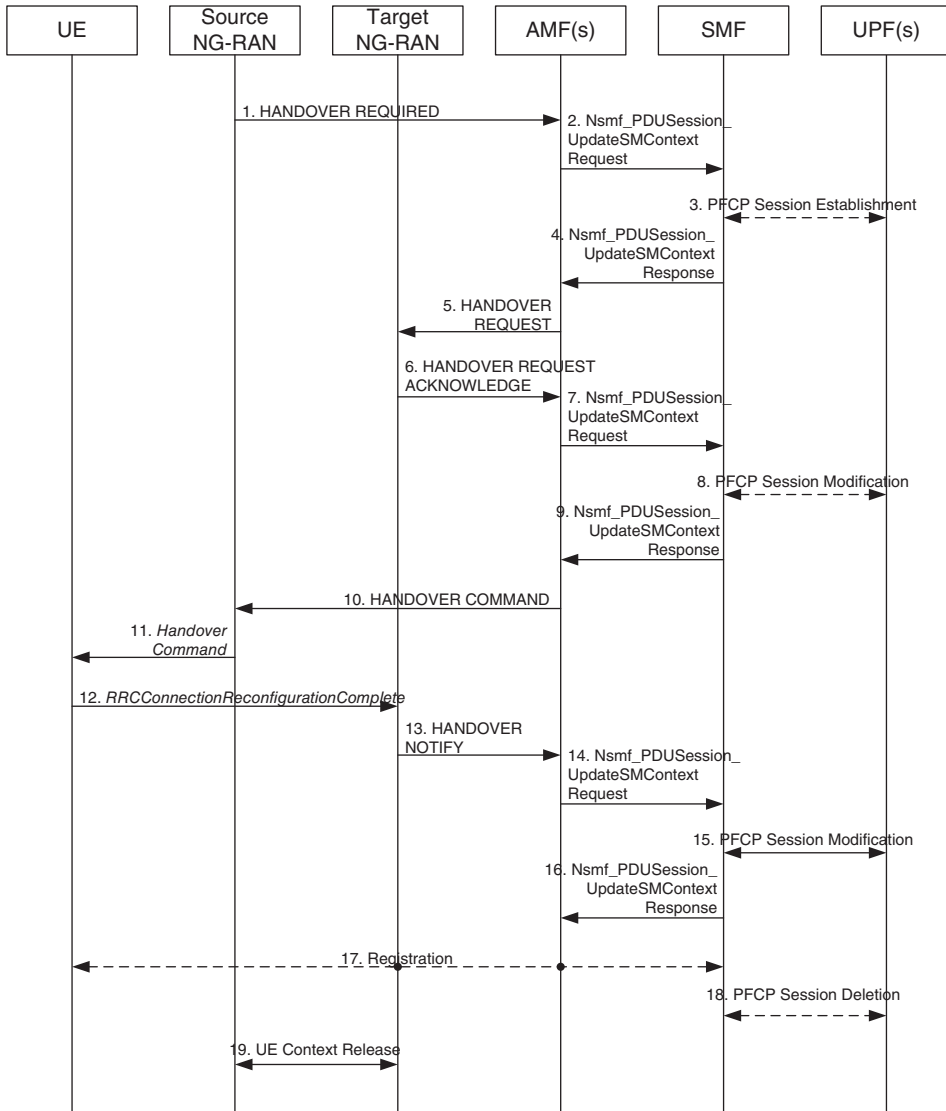 UE
Source
NG-RAN
Target
NG-RAN
AMF(s)
SMF
UPF(s)
1. HANDOVER REQUIRED
2. Nsmf_PDUSession_
UpdateSMContext
Request
3. PFCP Session Establishment
4. Nsmf_PDUSession_
UpdateSMContext
Response
5. HANDOVER
REQUEST
6. HANDOVER REQUEST
ACKNOWLEDGE
7. Nsmf_PDUSession_
UpdateSMContext
Request
8. PFCP Session Modification
9. Nsmf_PDUSession_
UpdateSMContext
Response
10. HANDOVER COMMAND
11. Handover
Command
12. RRCConnectionReconfigurationComplete
13. HANDOVER
NOTIFY
14. Nsmf_PDUSession_
UpdateSMContext
Request
15. PFCP Session Modification
16. Nsmf_PDUSession_
UpdateSMContext
Response
17. Registration
18. PFCP Session Deletion
19. UE Context Release